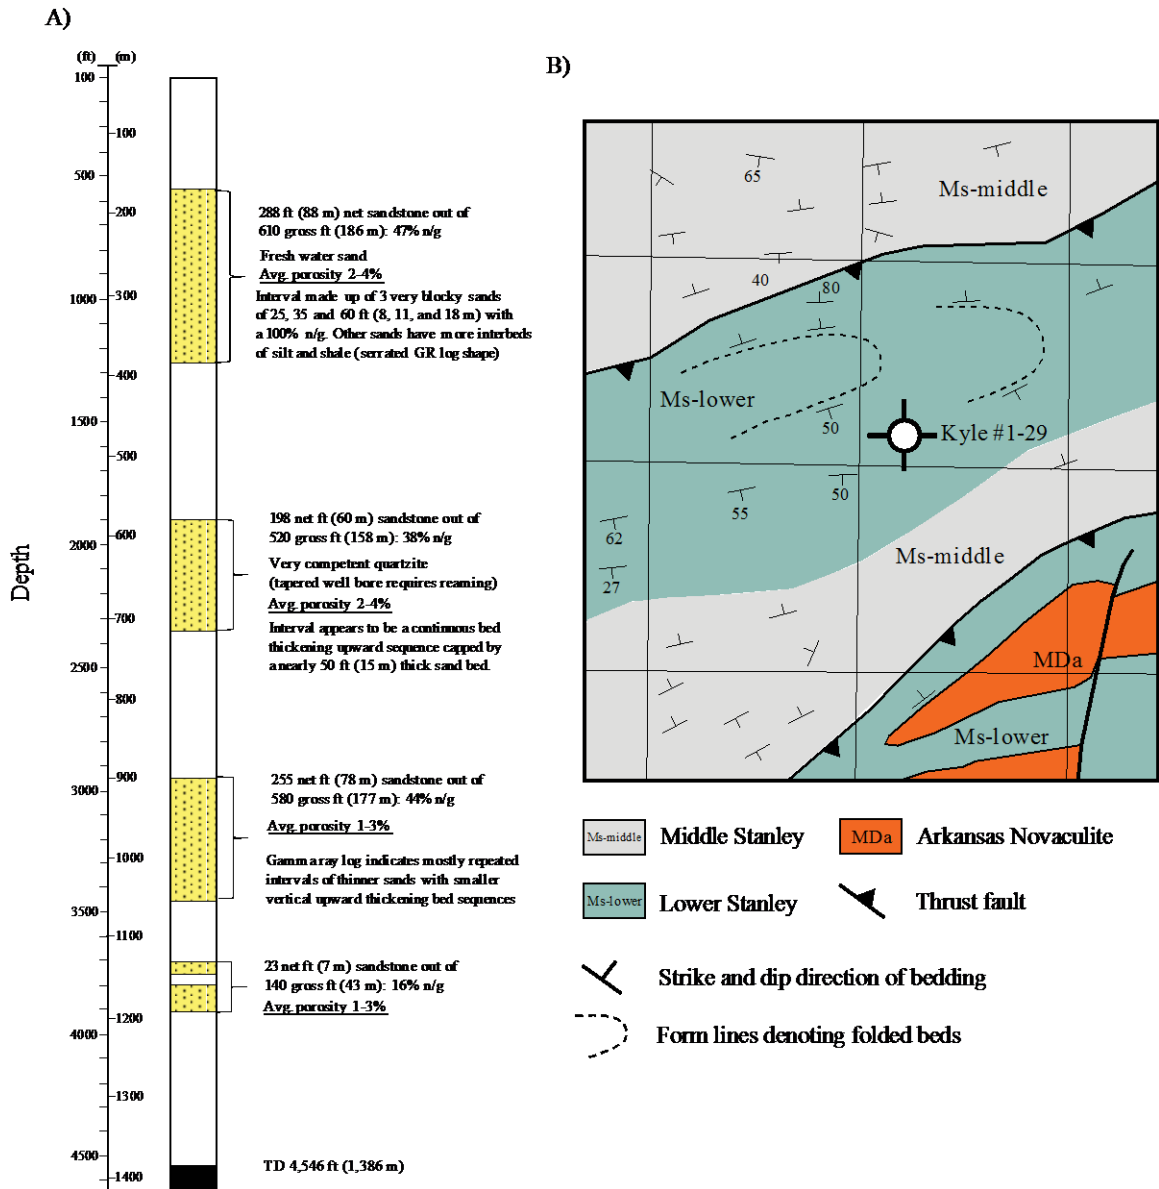 A)
(ft) (m)
100
100
500
200
1000
300
400
1500
500
600
2000
700
2500
800
900
3000
1000
3500
1100
1200
4000
1300
4500
1400
Depth
288 ft (88 m) net sandstone out of
610 gross ft (186 m): 47% n/g
Fresh water sand
Avg. porosity 2-4%
Interval made up of 3 very blocky sands
of 25, 35 and 60 ft (8, 11, and 18 m) with
a 100% n/g. Other sands have more interbeds
of silt and shale (serrated GR log shape)
198 net ft (60 m) sandstone out of
520 gross ft (158 m): 38% n/g
Very competent quartzite
(tapered well bore requires reaming)
Avg. porosity 2-4%
Interval appears to be a continuous bed
thickening upward sequence capped by
a nearly 50 ft (15 m) thick sand bed.
255 net ft (78 m) sandstone out of
580 gross ft (177 m): 44% n/g
Avg. porosity 1-3%
Gamma ray log indicates mostly repeated
intervals of thinner sands with smaller
vertical upward thickening bed sequences
23 net ft (7 m) sandstone out of
140 gross ft (43 m): 16% n/g
Avg. porosity 1-3%
TD 4,546 ft (1,386 m)
B)
65
Ms-middle
40
80
Ms-lower
50
Kyle #1-29
50
55
62
27
Ms-middle
MDa
Ms-lower
Ms-middle Middle Stanley
MDa Arkansas Novaculite
Ms-lower Lower Stanley
Thrust fault
Strike and dip direction of bedding
Form lines denoting folded beds